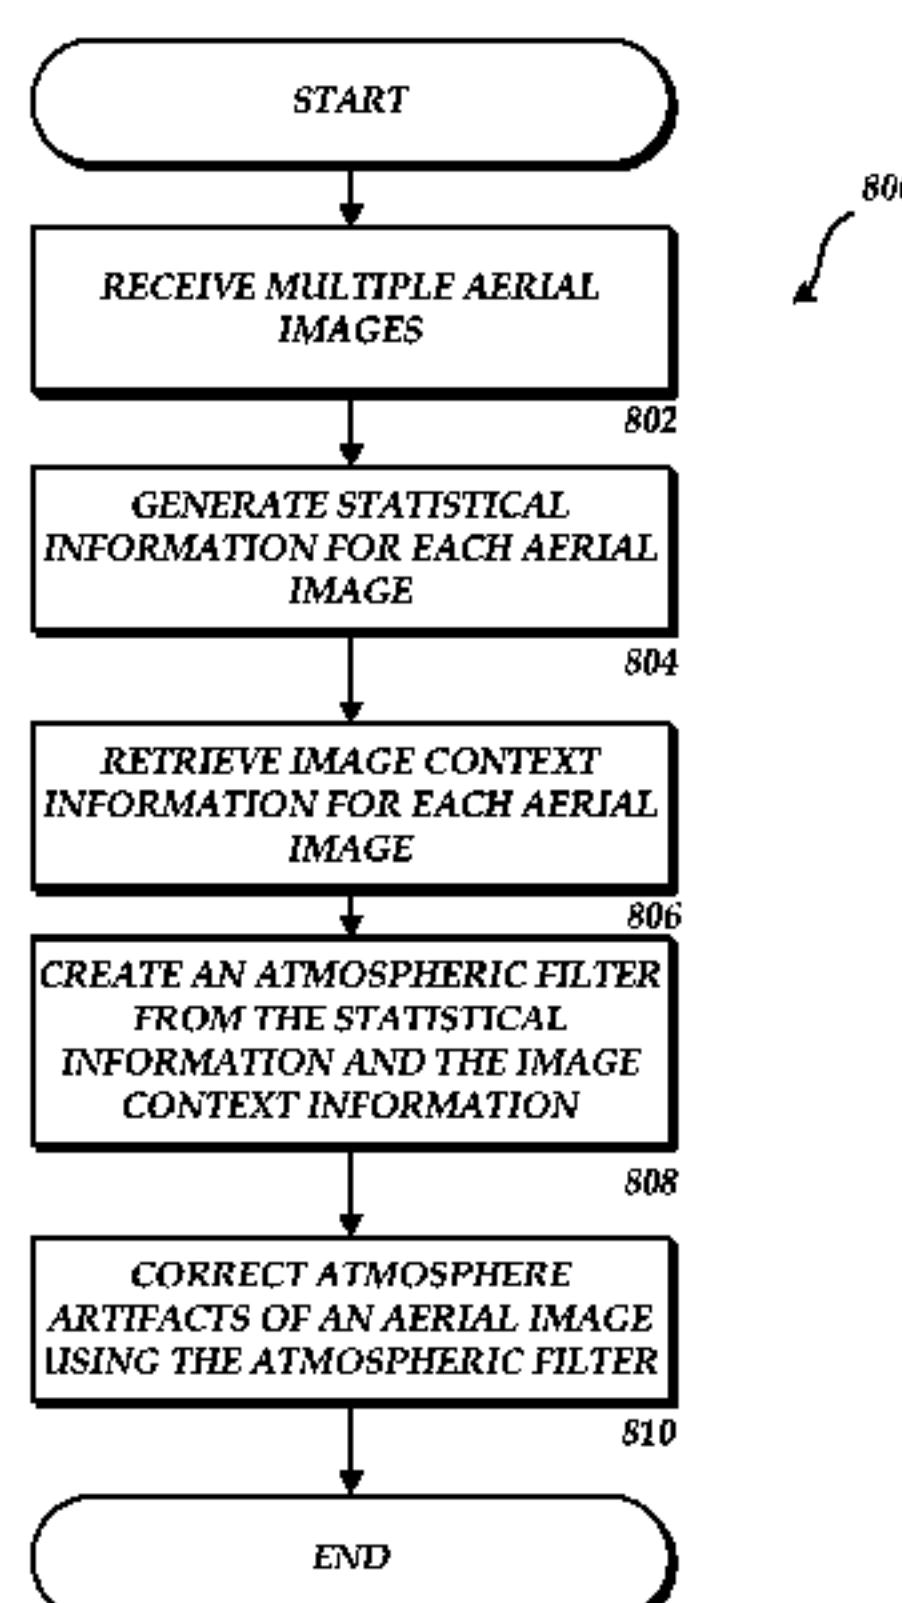 START
800
RECEIVE MULTIPLE AERIAL
IMAGES
802
GENERATE STATISTICAL
INFORMATION FOR EACH AERIAL
IMAGE
804
RETRIEVE IMAGE CONTEXT
INFORMATION FOR EACH AERIAL
IMAGE
806
CREATE AN ATMOSPHERIC FILTER
FROM THE STATISTICAL
INFORMATION AND THE IMAGE
CONTEXT INFORMATION
808
CORRECT ATMOSPHERE
ARTIFACTS OF AN AERIAL IMAGE
USING THE ATMOSPHERIC FILTER
810
END